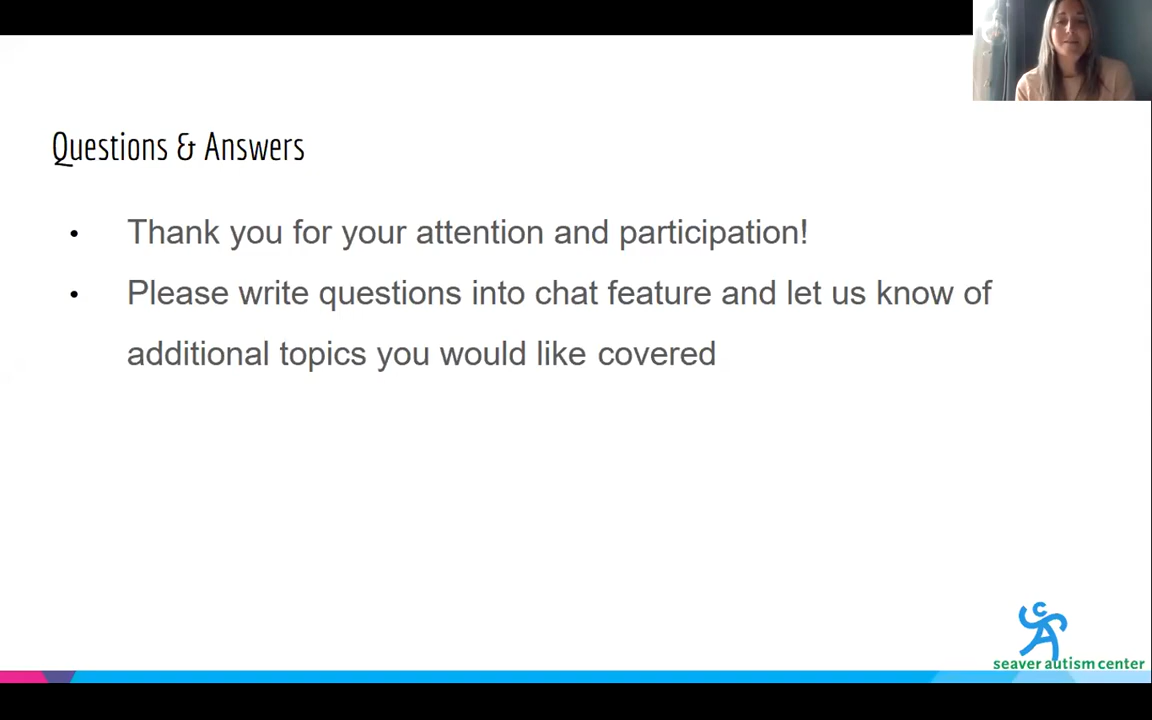 Questions & Answers
• Thank you for your attention and participation!
• Please write questions into chat feature and let us know of
additional topics you would like covered
seaver autism center